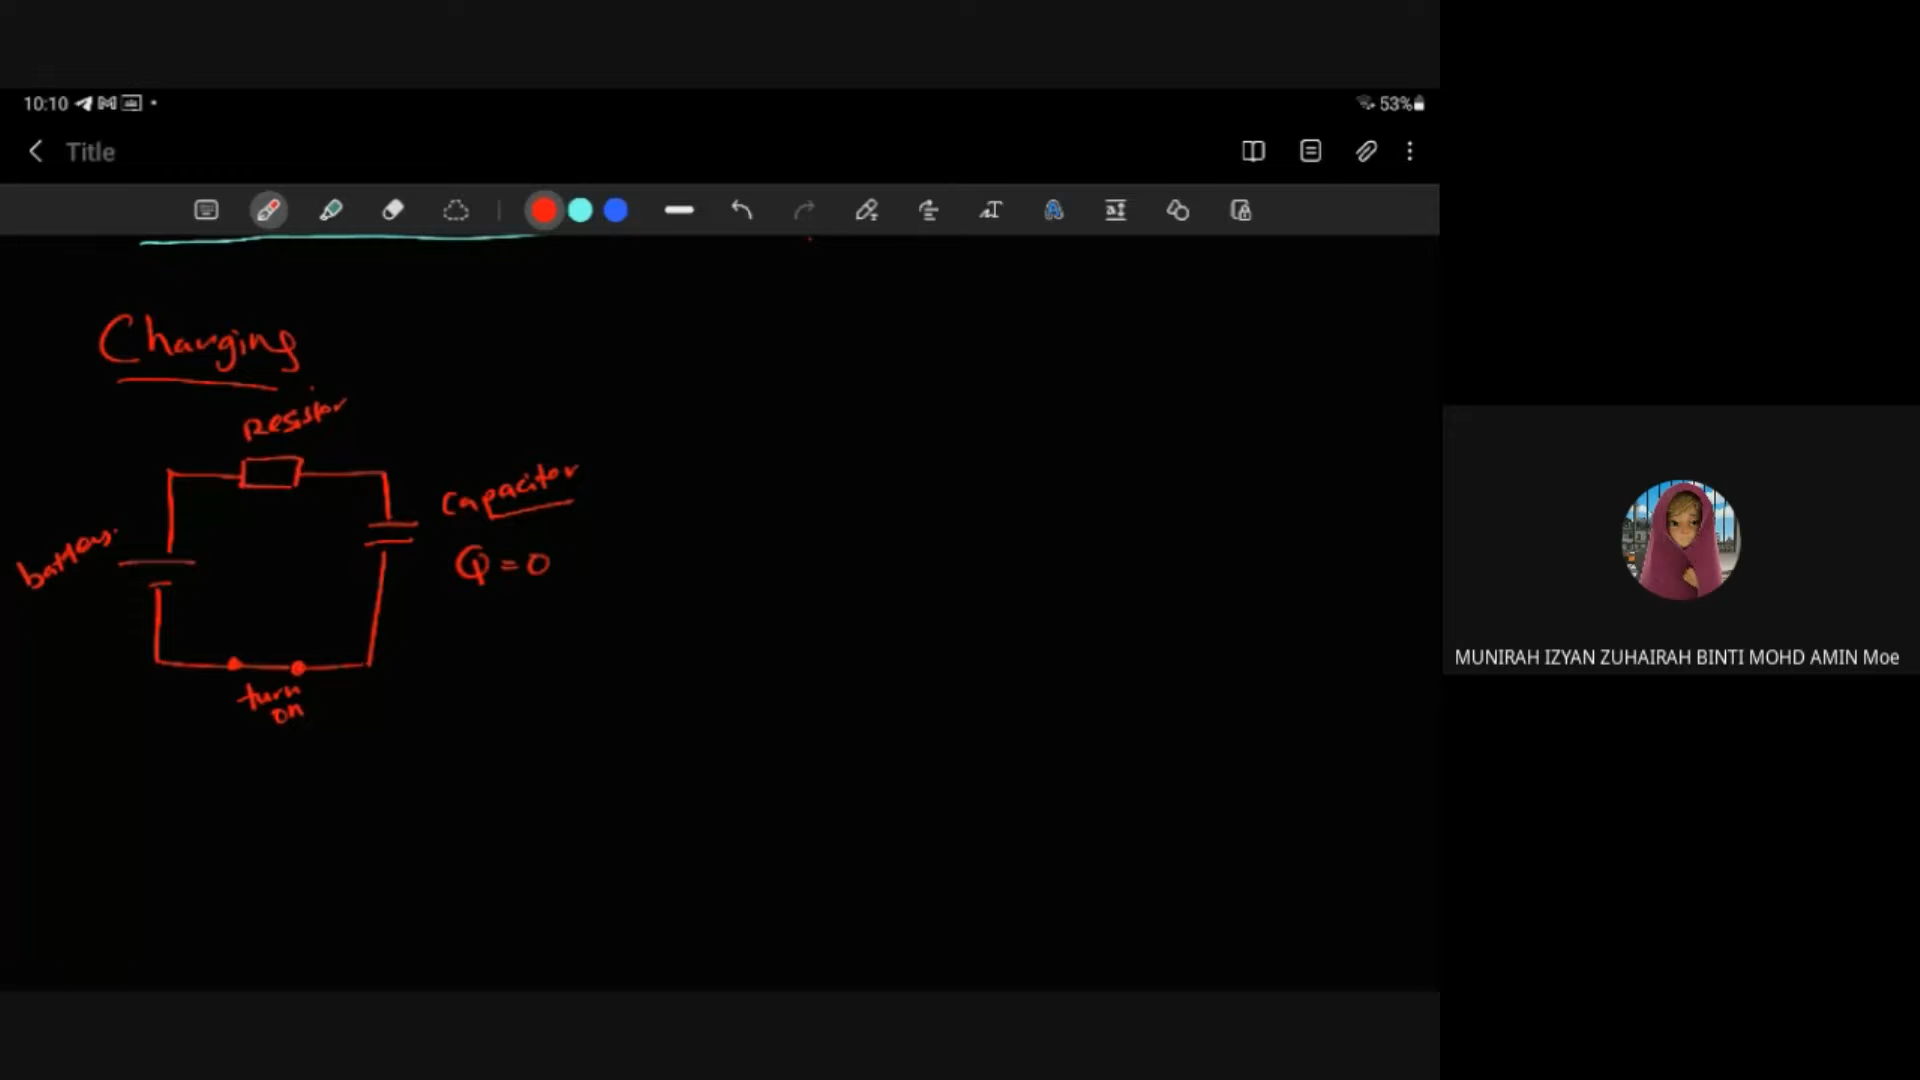 10:10
53%
Title
Charging
Resistor
Capacitor
battery.
Q = 0
turn
on
MUNIRAH IZYAN ZUHAIRAH BINTI MOHD AMIN Moe